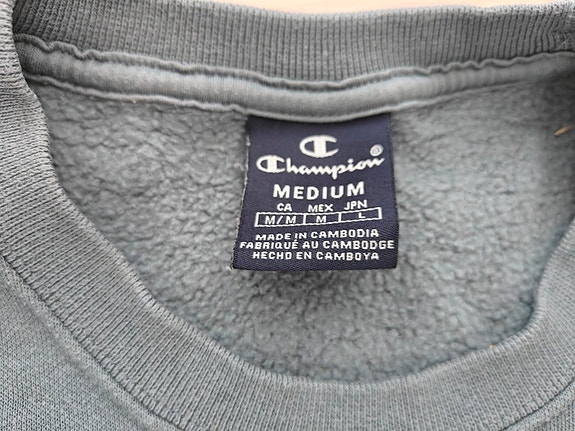 Champion®
MEDIUM
CA MEX JPN
M/M M L
MADE IN CAMBODIA
FABRIQUÉ AU CAMBODGE
HECHO EN CAMBOYA